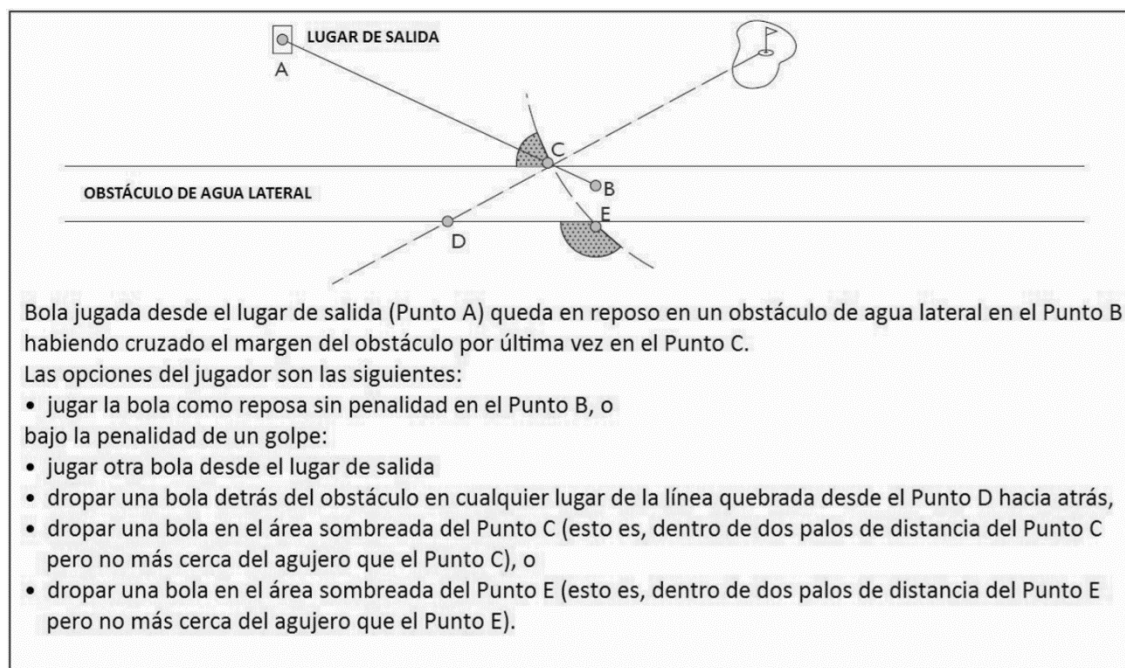 LUGAR DE SALIDA
A
C
B
OBSTÁCULO DE AGUA LATERAL
E
D
Bola jugada desde el lugar de salida (Punto A) queda en reposo en un obstáculo de agua lateral en el Punto B
habiendo cruzado el margen del obstáculo por última vez en el Punto C.
Las opciones del jugador son las siguientes:
• jugar la bola como reposa sin penalidad en el Punto B, o
bajo la penalidad de un golpe:
• jugar otra bola desde el lugar de salida
• dropar una bola detrás del obstáculo en cualquier lugar de la línea quebrada desde el Punto D hacia atrás,
• dropar una bola en el área sombreada del Punto C (esto es, dentro de dos palos de distancia del Punto C
pero no más cerca del agujero que el Punto C), o
• dropar una bola en el área sombreada del Punto E (esto es, dentro de dos palos de distancia del Punto E
pero no más cerca del agujero que el Punto E).